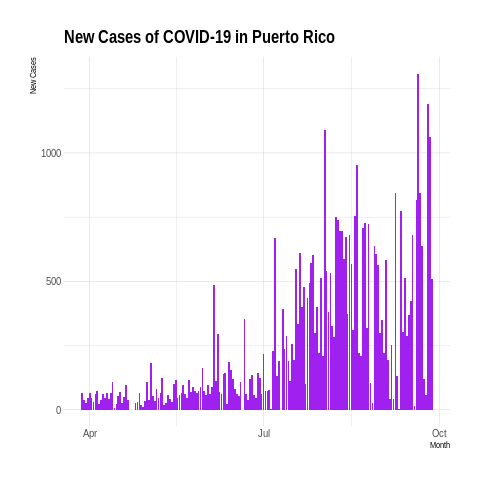 New Cases of COVID-19 in Puerto Rico
New Cases
1000
500
0
Apr
Jul
Oct
Month